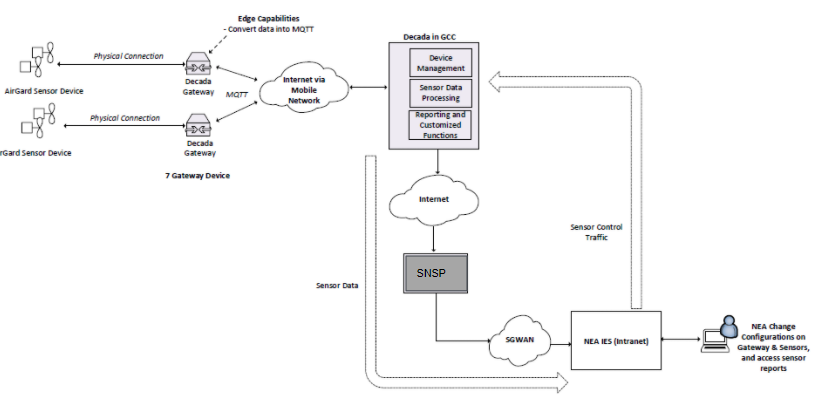 Edge Capabilities
- Convert data into MQTT
Physical Connection
AirGard Sensor Device
Decada
Gateway
MQTT
Internet via
Mobile
Network
Physical Connection
rGard Sensor Device
Decada
Gateway
7 Gateway Device
Decada in GCC
Device
Management
Sensor Data
Processing
Reporting and
Customized
Functions
Internet
SNSP
Sensor Data
SGWAN
NEA IES (Intranet)
Sensor Control
Traffic
NEA Change
Configurations on
Gateway & Sensors,
and access sensor
reports